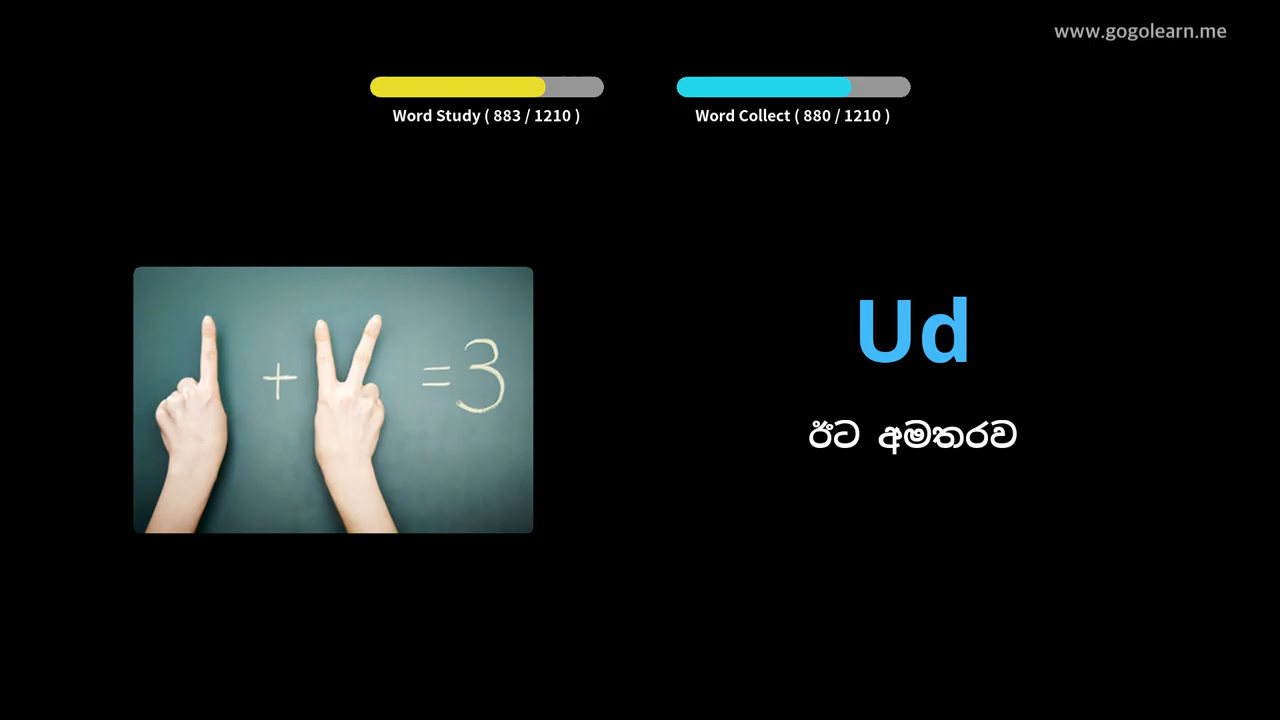 www.gogolearn.me
Word Study ( 883 / 1210 )
Word Collect ( 880 / 1210 )
+ =3
Ud
ඊට අමතරව